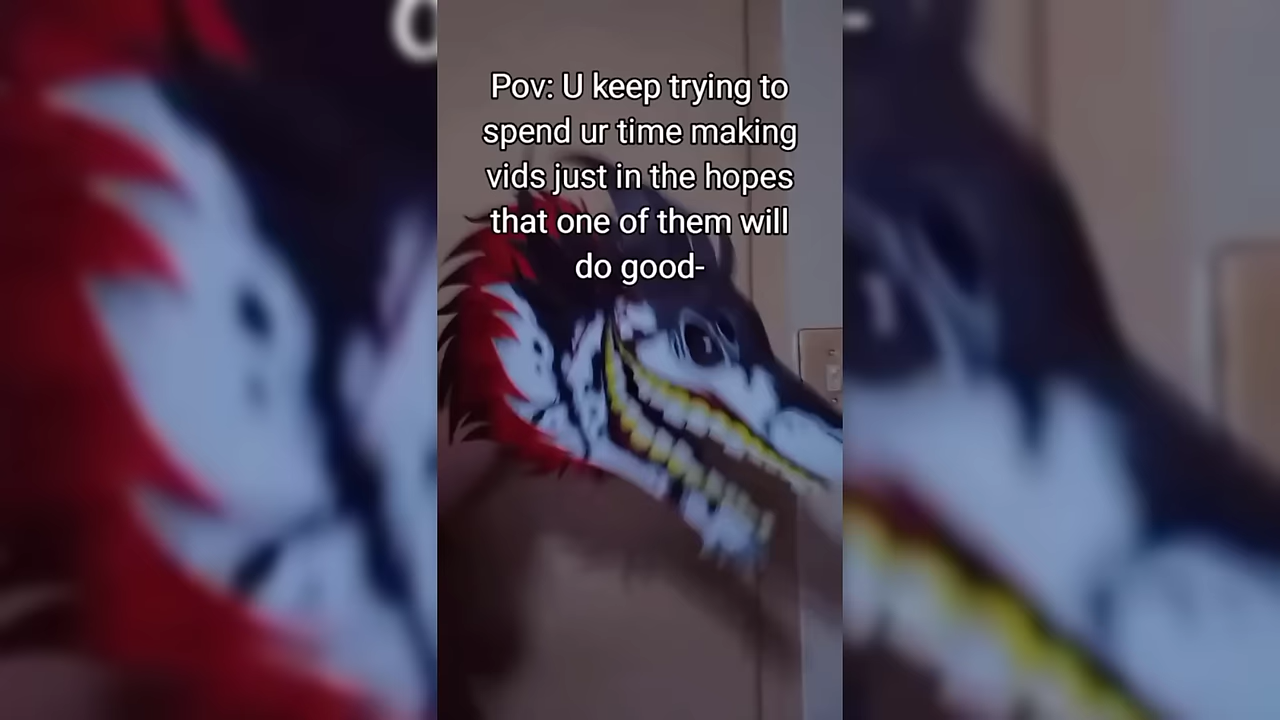 Pov: U keep trying to
spend ur time making
vids just in the hopes
that one of them will
do good-